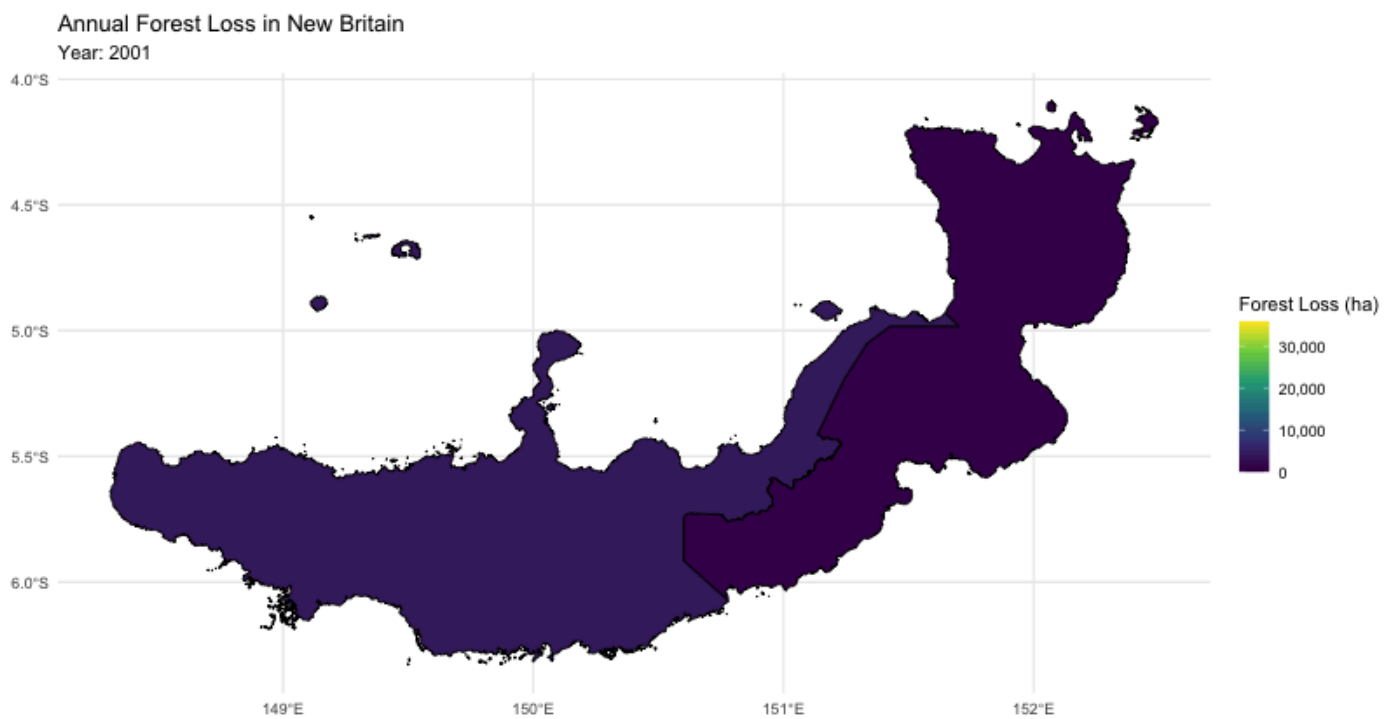 Annual Forest Loss in New Britain
Year: 2001
4.0°S
4.5°S
5.0°S
5.5°S
6.0°S
149°E
150°E
151°E
152°E
Forest Loss (ha)
30,000
20,000
10,000
0